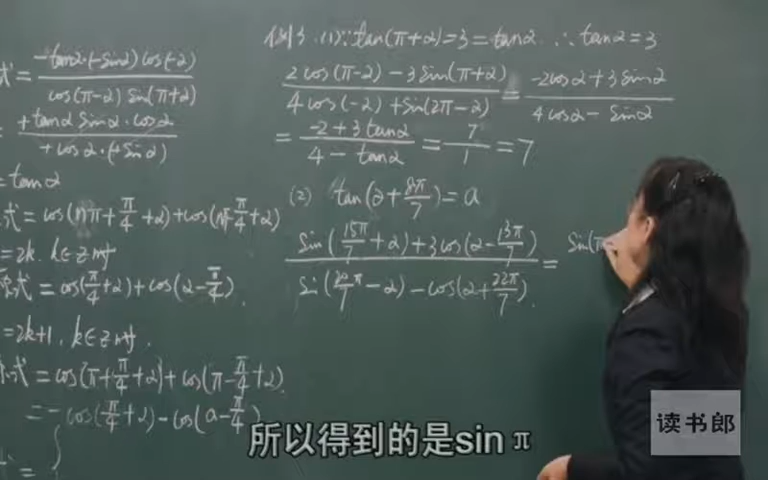 式 = -tanα·(-sinα)cos(-α) / cos(π-α) sin(π+α)
= +tanα sinα·cosα / +cosα·(+sinα)
= tanα
式 = cos(nπ+π/4+α)+cos(nπ-π/4+α)
=2k. k∈z时
原式 = cos(π/4+α)+cos(α-π/4).
=2k+1, k∈z时.
原式 = cos(π+π/4+α)+cos(π-π/4+α).
= -cos(π/4+α)-cos(α-π/4)
= {
例3. (1)∵tan(π+α)=3=tanα ∴tanα=3
2cos(π-α)-3sin(π+α) / 4cos(-α)+sin(2π-α) = -2cosα+3sinα / 4cosα-sinα
= -2+3tanα / 4-tanα = 7/1 = 7
(2) tan(α+8π/7)=a
sin(15π/7+α)+3cos(α-13π/7) / sin(20π/7-α)-cos(α+22π/7). = sin(π
所以得到的是sin π
读书郎